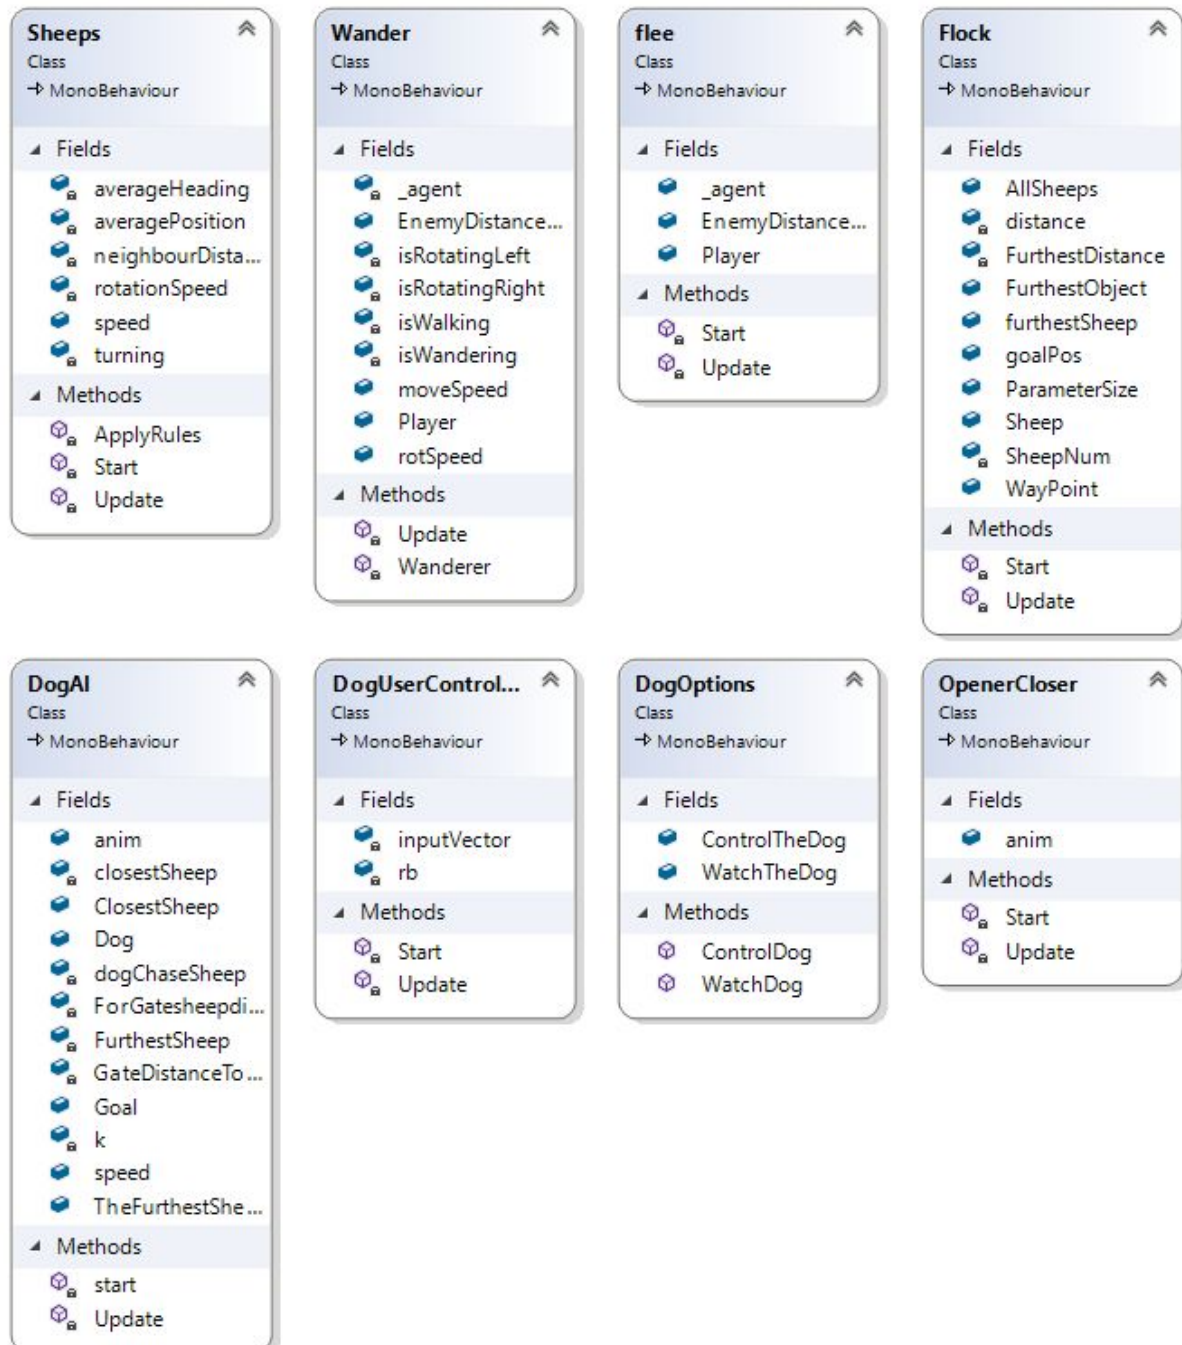 Sheeps
Class
MonoBehaviour
Fields
averageHeading
averagePosition
neighbourDista...
rotationSpeed
speed
turning
Methods
ApplyRules
Start
Update
Wander
Class
MonoBehaviour
Fields
_agent
EnemyDistance...
isRotatingLeft
isRotatingRight
isWalking
isWandering
moveSpeed
Player
rotSpeed
Methods
Update
Wanderer
flee
Class
MonoBehaviour
Fields
_agent
EnemyDistance...
Player
Methods
Start
Update
Flock
Class
MonoBehaviour
Fields
AllSheeps
distance
FurthestDistance
FurthestObject
furthestSheep
goalPos
ParameterSize
Sheep
SheepNum
WayPoint
Methods
Start
Update
DogAI
Class
MonoBehaviour
Fields
anim
closestSheep
ClosestSheep
Dog
dogChaseSheep
ForGatesheepdi...
FurthestSheep
GateDistanceTo...
Goal
k
speed
TheFurthestShe...
Methods
start
Update
DogUserControl...
Class
MonoBehaviour
Fields
inputVector
rb
Methods
Start
Update
DogOptions
Class
MonoBehaviour
Fields
ControlTheDog
WatchTheDog
Methods
ControlDog
WatchDog
OpenerCloser
Class
MonoBehaviour
Fields
anim
Methods
Start
Update